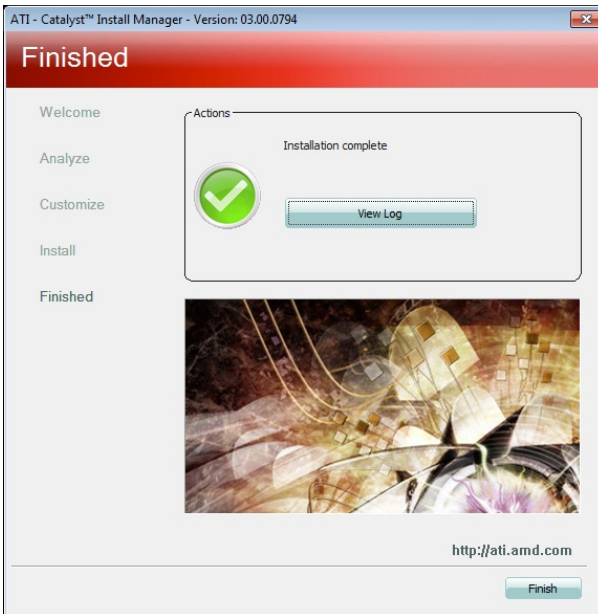 ATI - Catalyst™ Install Manager - Version: 03.00.0794
Finished
Welcome
Analyze
Customize
Install
Finished
Actions
Installation complete
View Log
http://ati.amd.com
Finish